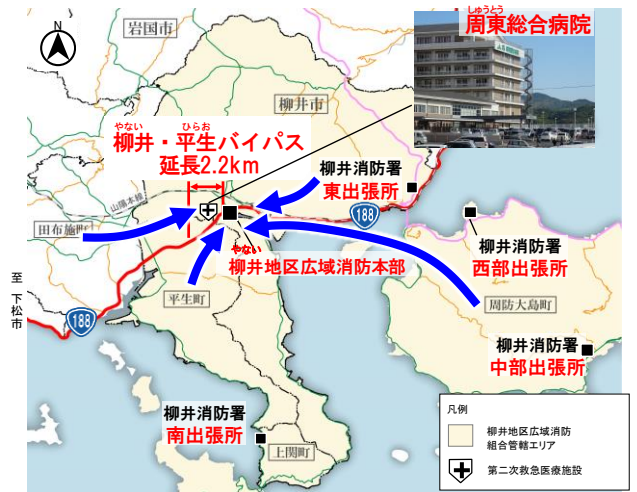 N
岩国市
しゅうとう
周東総合病院
柳井市
やない ひらお
柳井・平生バイパス
延長2.2km
山陽本線
柳井消防署
東出張所
188
田布施町
柳井消防署
西部出張所
やない
柳井地区広域消防本部
至 下松市
平生町
188
周防大島町
柳井消防署
中部出張所
柳井消防署
南出張所
上関町
凡例
柳井地区広域消防
組合管轄エリア
第二次救急医療施設